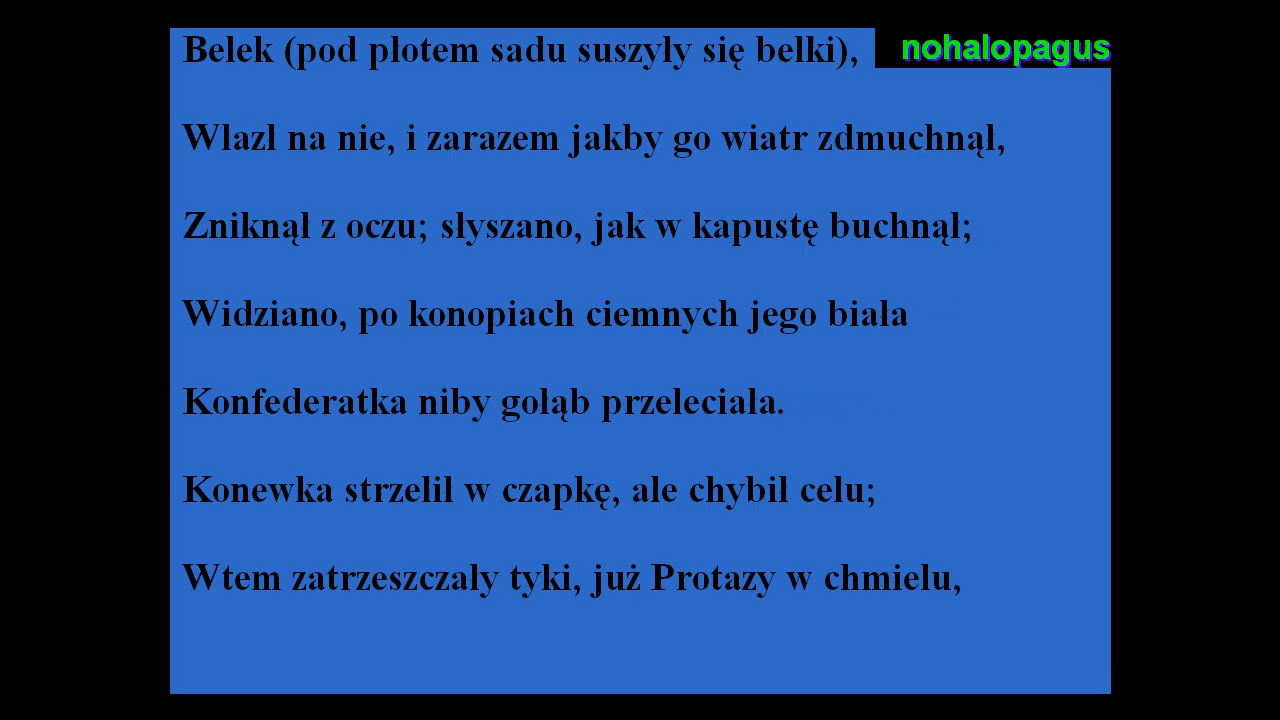 Belek (pod płotem sadu suszyły się belki),
nohalopagus
Wlazł na nie, i zarazem jakby go wiatr zdmuchnął,
Zniknął z oczu; słyszano, jak w kapustę buchnął;
Widziano, po konopiach ciemnych jego biała
Konfederatka niby gołąb przeleciała.
Konewka strzelił w czapkę, ale chybił celu;
Wtem zatrzeszczały tyki, już Protazy w chmielu,